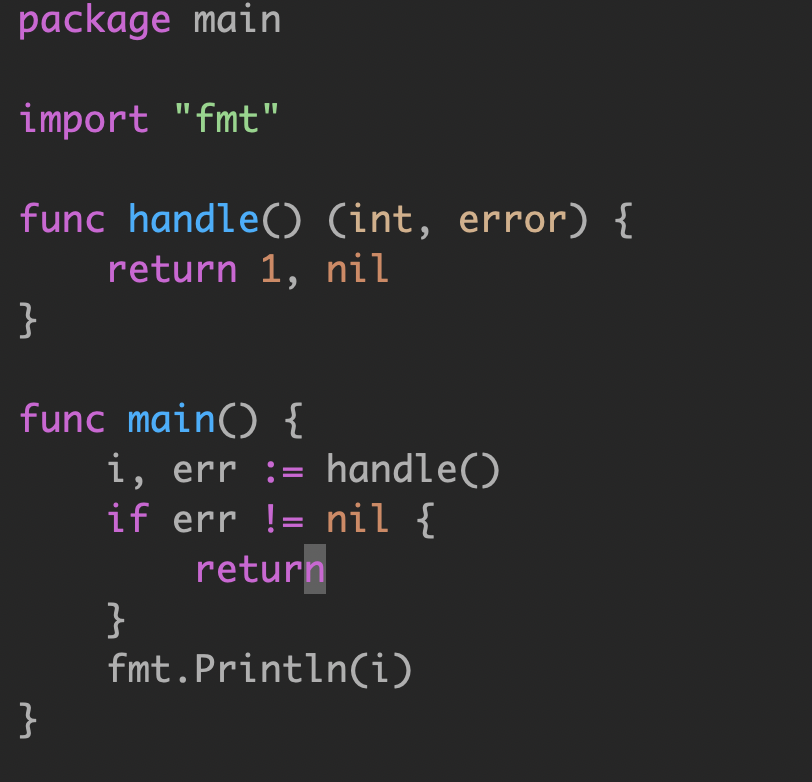 package main
import "fmt"
func handle() (int, error) {
    return 1, nil
}
func main() {
    i, err := handle()
    if err != nil {
        return
    }
    fmt.Println(i)
}